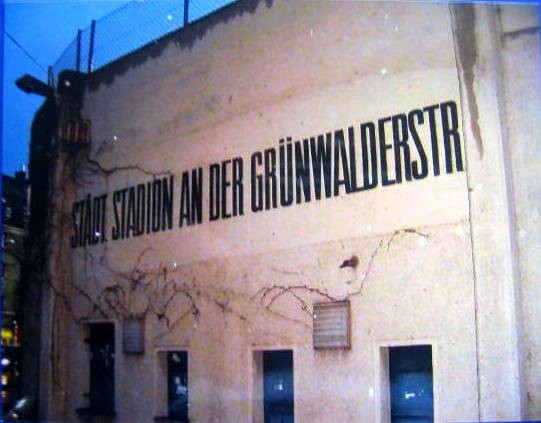 STÄDT. STADION AN DER GRÜNWALDERSTR